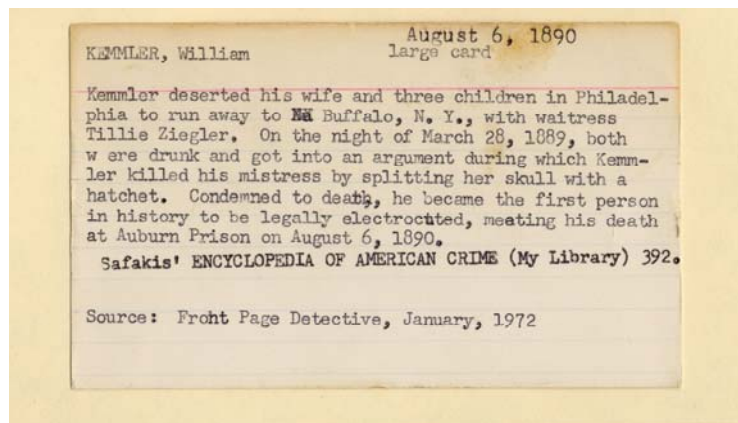 August 6, 1890
KEMMLER, William large card
Kemmler deserted his wife and three children in Philadel-
phia to run away to Buffalo, N. Y., with waitress
Tillie Ziegler. On the night of March 28, 1889, both
w ere drunk and got into an argument during which Kemm-
ler killed his mistress by splitting her skull with a
hatchet. Condemned to death, he became the first person
in history to be legally electrocuted, meeting his death
at Auburn Prison on August 6, 1890.
Safakis' ENCYCLOPEDIA OF AMERICAN CRIME (My Library) 392.
Source: Froht Page Detective, January, 1972